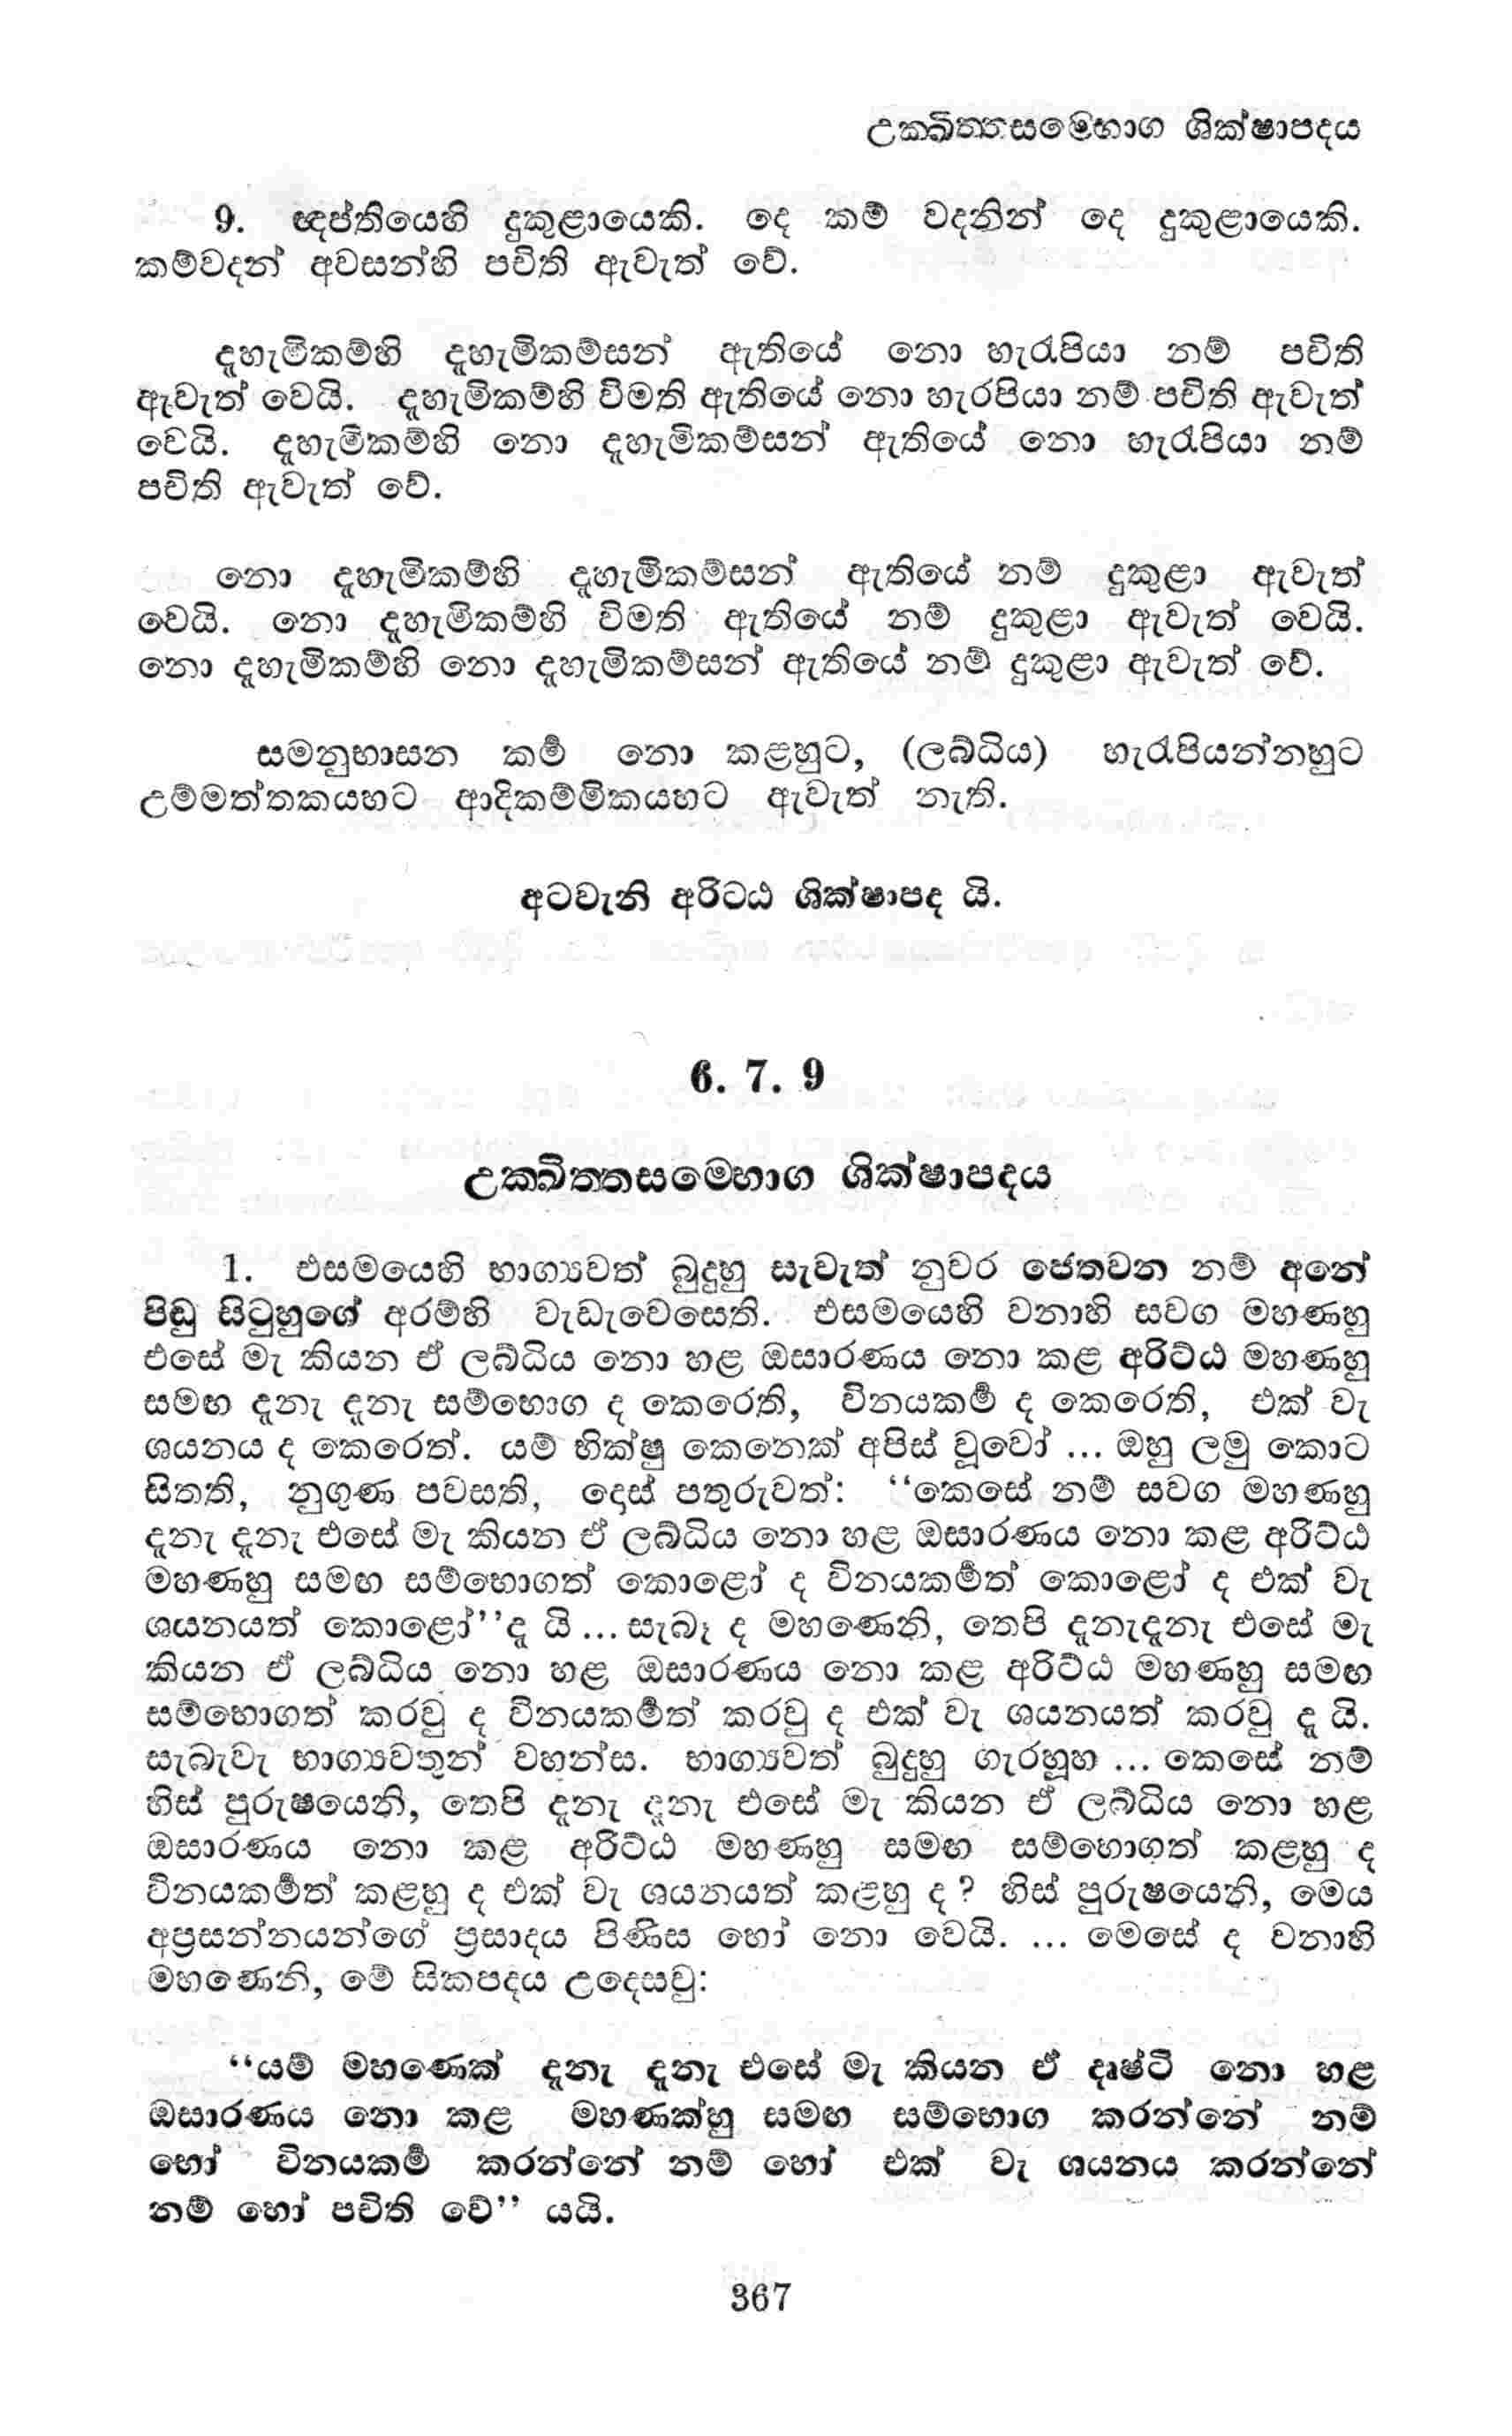 උක්ඛිත්තසම්භොග ශික්ෂාපදය
9. ඥප්තියෙහි දුකුළායෙකි. දෙ කම් වදනින් දෙ දුකුළායෙකි.
කම්වදන් අවසන්හි පචිති ඇවැත් වේ.
දැහැමිකම්හි දැහැමිකම්සන් ඇතියේ නො හැරැපියා නම් පචිති
ඇවැත් වෙයි. දැහැමිකම්හි විමති ඇතියේ නො හැරපියා නම් පචිති ඇවැත්
වෙයි. දැහැමිකම්හි නො දැහැමිකම්සන් ඇතියේ නො හැරැපියා නම්
පචිති ඇවැත් වේ.
නො දැහැමිකම්හි දැහැමිකම්සන් ඇතියේ නම් දුකුළා ඇවැත්
වෙයි. නො දැහැමිකම්හි විමති ඇතියේ නම් දුකුළා ඇවැත් වෙයි.
නො දැහැමිකම්හි නො දැහැමිකම්සන් ඇතියේ නම් දුකුළා ඇවැත් වේ.
සමනුභාසන කර්ම නො කළහුට, (ලබ්ධිය) හැරැපියන්නහුට
උම්මත්තකයහට ආදිකම්මිකයහට ඇවැත් නැති.
අටවැනි අරිට්ඨ ශික්ෂාපද යි.
6. 7. 9
උක්ඛිත්තසම්භොග ශික්ෂාපදය
1. එසමයෙහි භාග්‍යවත් බුදුහු සැවැත් නුවර ජෙතවන නම් අනේ
පිඬු සිටුහුගේ අරම්හි වැඩැවෙසෙති. එසමයෙහි වනාහි සවග මහණහු
එසේ මැ කියන ඒ ලබ්ධිය නො හළ ඔසාරණය නො කළ අරිට්ඨ මහණහු
සමඟ දැනැ දැනැ සම්භොග ද කෙරෙති, විනයකර්ම ද කෙරෙති, එක් වැ
ශයනය ද කෙරෙත්. යම් භික්ෂු කෙනෙක් අපිස් වූවෝ ... ඔහු ලමු කොට
සිතති, නුගුණ පවසති, දොස් පතුරුවත්: “කෙසේ නම් සවග මහණහු
දැනැ දැනැ එසේ මැ කියන ඒ ලබ්ධිය නො හළ ඔසාරණය නො කළ අරිට්ඨ
මහණහු සමඟ සම්භොගත් කොළෝ ද විනයකර්මත් කොළෝ ද එක් වැ
ශයනයත් කොළෝ”දැ යි ... සැබෑ ද මහණෙනි, තෙපි දැනැදැනැ එසේ මැ
කියන ඒ ලබ්ධිය නො හළ ඔසාරණය නො කළ අරිට්ඨ මහණහු සමඟ
සම්භොගත් කරවු ද විනයකර්මත් කරවු ද එක් වැ ශයනයත් කරවු දැ යි.
සැබැවැ භාග්‍යවතුන් වහන්ස. භාග්‍යවත් බුදුහු ගැරහූහ ... කෙසේ නම්
හිස් පුරුෂයෙනි, තෙපි දැනැ දැනැ එසේ මැ කියන ඒ ලබ්ධිය නො හළ
ඔසාරණය නො කළ අරිට්ඨ මහණහු සමඟ සම්භොගත් කළහු ද
විනයකර්මත් කළහු ද එක් වැ ශයනයත් කළහු ද? හිස් පුරුෂයෙනි, මෙය
අප්‍රසන්නයන්ගේ ප්‍රසාදය පිණිස හෝ නො වෙයි. ... මෙසේ ද වනාහි
මහණෙනි, මේ සිකපදය උදෙසවු:
“යම් මහණෙක් දැනැ දැනැ එසේ මැ කියන ඒ දෘෂ්ටි නො හළ
ඔසාරණය නො කළ මහණක්හු සමඟ සම්භොග කරන්නේ නම්
හෝ විනයකර්ම කරන්නේ නම් හෝ එක් වැ ශයනය කරන්නේ
නම් හෝ පචිති වේ” යයි.
367